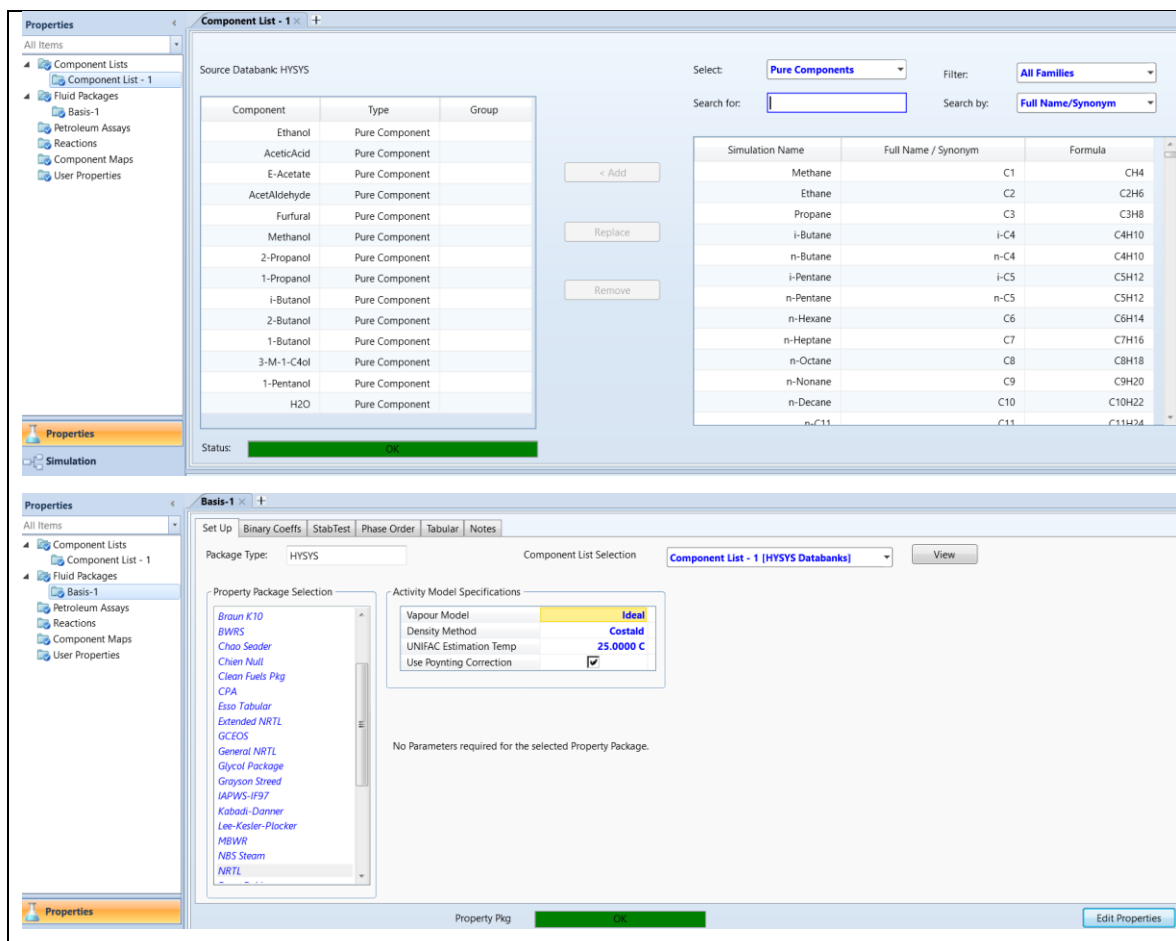 Properties <
All Items
Component Lists
Component List - 1
Fluid Packages
Basis-1
Petroleum Assays
Reactions
Component Maps
User Properties
Properties
Simulation
Component List - 1 × +
Source Databank: HYSYS
Component Type Group
Ethanol Pure Component
AceticAcid Pure Component
E-Acetate Pure Component
AcetAldehyde Pure Component
Furfural Pure Component
Methanol Pure Component
2-Propanol Pure Component
1-Propanol Pure Component
i-Butanol Pure Component
2-Butanol Pure Component
1-Butanol Pure Component
3-M-1-C4ol Pure Component
1-Pentanol Pure Component
H2O Pure Component
Status: OK
< Add
Replace
Remove
Select: Pure Components Filter: All Families
Search for: Search by: Full Name/Synonym
Simulation Name Full Name / Synonym Formula
Methane C1 CH4
Ethane C2 C2H6
Propane C3 C3H8
i-Butane i-C4 C4H10
n-Butane n-C4 C4H10
i-Pentane i-C5 C5H12
n-Pentane n-C5 C5H12
n-Hexane C6 C6H14
n-Heptane C7 C7H16
n-Octane C8 C8H18
n-Nonane C9 C9H20
n-Decane C10 C10H22
n-C11 C11 C11H24
Properties <
All Items
Component Lists
Component List - 1
Fluid Packages
Basis-1
Petroleum Assays
Reactions
Component Maps
User Properties
Properties
Basis-1 × +
Set Up Binary Coeffs StabTest Phase Order Tabular Notes
Package Type: HYSYS Component List Selection Component List - 1 [HYSYS Databanks] View
Property Package Selection
Braun K10
BWRS
Chao Seader
Chien Null
Clean Fuels Pkg
CPA
Esso Tabular
Extended NRTL
GCEOS
General NRTL
Glycol Package
Grayson Streed
IAPWS-IF97
Kabadi-Danner
Lee-Kesler-Plocker
MBWR
NBS Steam
NRTL
Activity Model Specifications
Vapour Model Ideal
Density Method Costald
UNIFAC Estimation Temp 25.0000 C
Use Poynting Correction
No Parameters required for the selected Property Package.
Property Pkg OK Edit Properties